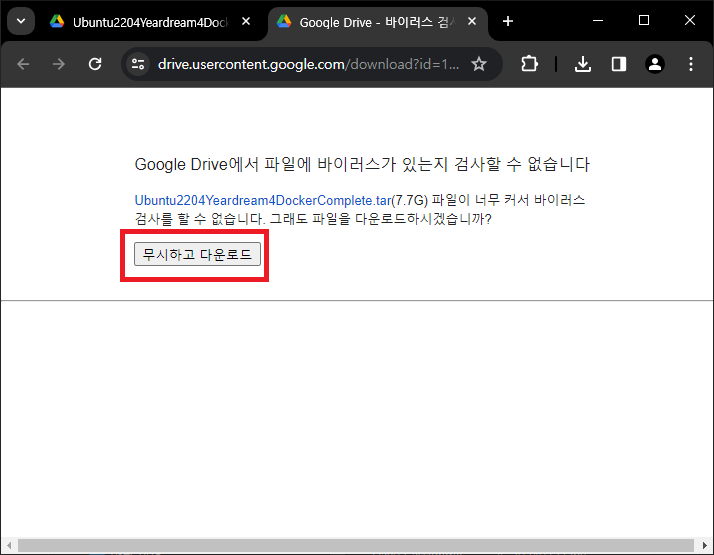 Ubuntu2204Yeardream4Dock
Google Drive - 바이러스 검사
drive.usercontent.google.com/download?id=1...
Google Drive에서 파일에 바이러스가 있는지 검사할 수 없습니다
Ubuntu2204Yeardream4DockerComplete.tar(7.7G) 파일이 너무 커서 바이러스
검사를 할 수 없습니다. 그래도 파일을 다운로드하시겠습니까?
무시하고 다운로드